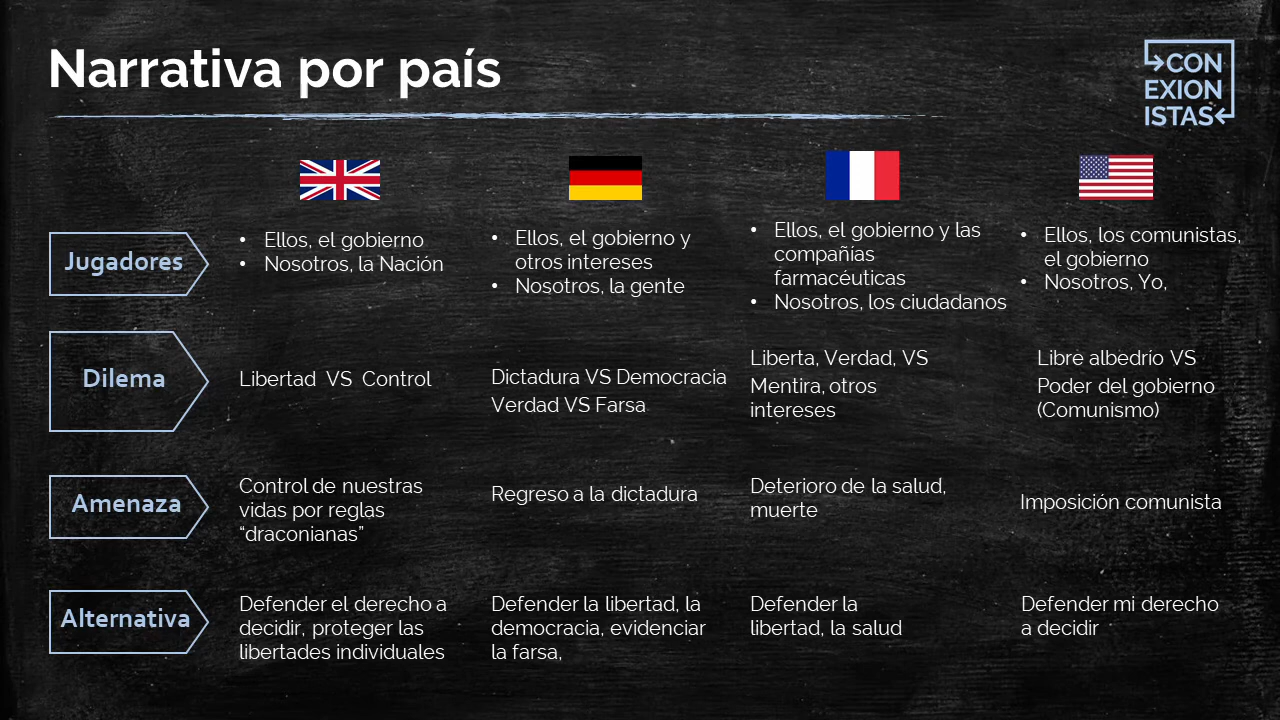 Narrativa por país
CON
EXION
ISTAS
Jugadores
• Ellos, el gobierno
• Nosotros, la Nación
• Ellos, el gobierno y
otros intereses
• Nosotros, la gente
• Ellos, el gobierno y las
compañías
farmacéuticas
• Nosotros, los ciudadanos
• Ellos, los comunistas,
el gobierno
• Nosotros, Yo,
Dilema
Libertad VS Control
Dictadura VS Democracia
Verdad VS Farsa
Liberta, Verdad, VS
Mentira, otros
intereses
Libre albedrío VS
Poder del gobierno
(Comunismo)
Amenaza
Control de nuestras
vidas por reglas
“draconianas”
Regreso a la dictadura
Deterioro de la salud,
muerte
Imposición comunista
Alternativa
Defender el derecho a
decidir, proteger las
libertades individuales
Defender la libertad, la
democracia, evidenciar
la farsa,
Defender la
libertad, la salud
Defender mi derecho
a decidir